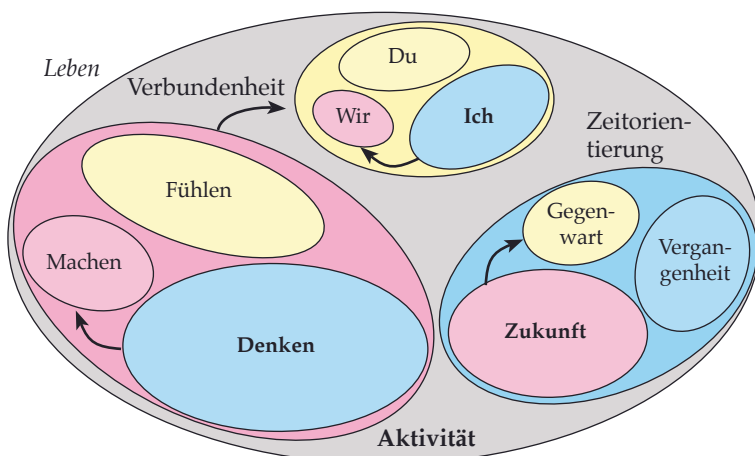 Leben
Verbundenheit
Du
Wir
Ich
Zeitorien-
tierung
Fühlen
Machen
Denken
Gegen-
wart
Vergan-
genheit
Zukunft
Aktivität